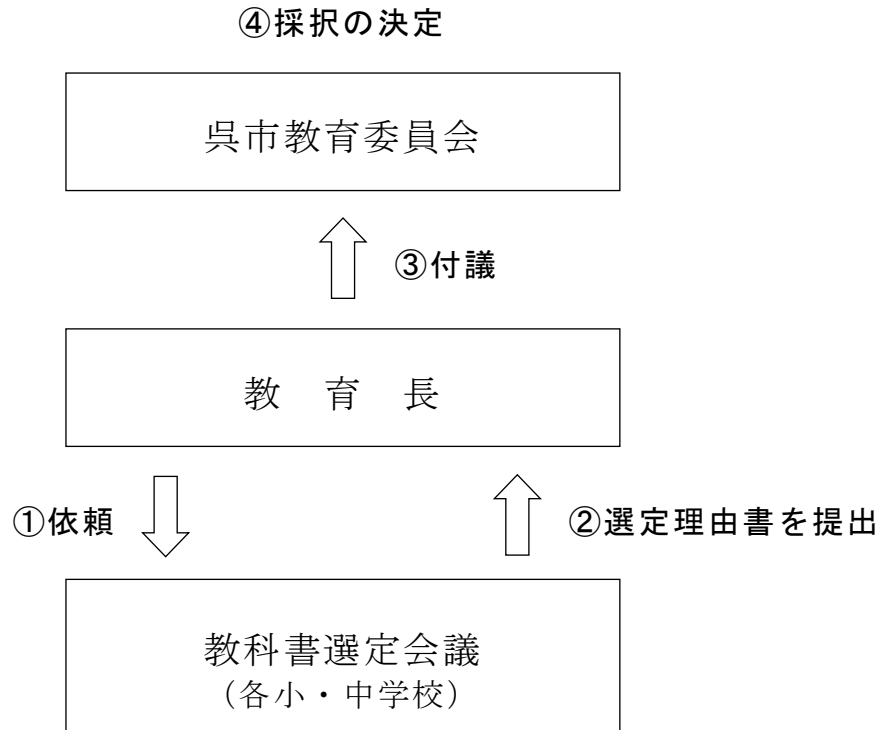 ④採択の決定
呉市教育委員会
③付議
教　育　長
①依頼
②選定理由書を提出
教科書選定会議
（各小・中学校）